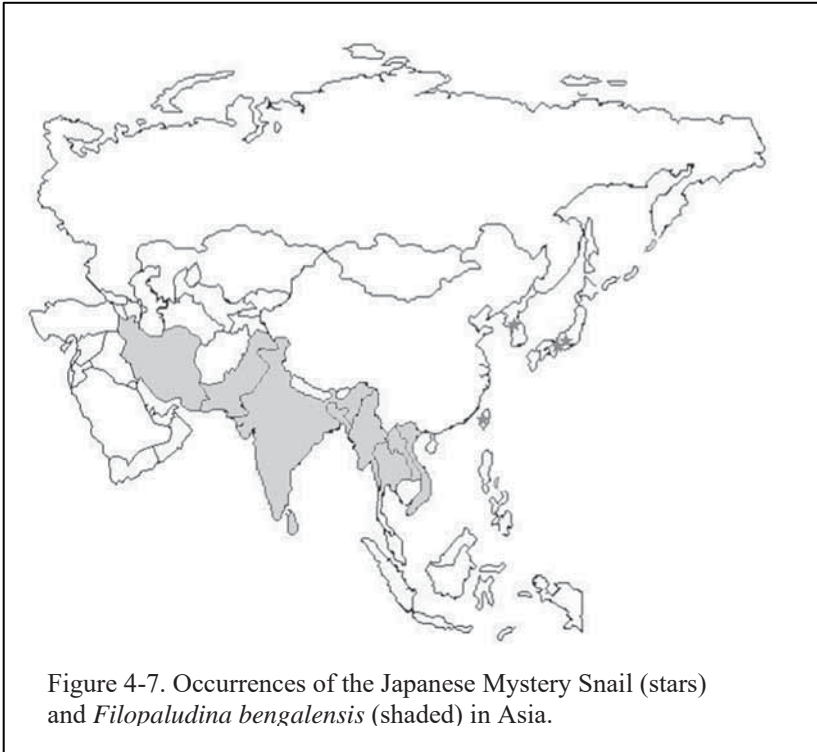 Figure 4-7. Occurrences of the Japanese Mystery Snail (stars)
and Filopaludina bengalensis (shaded) in Asia.